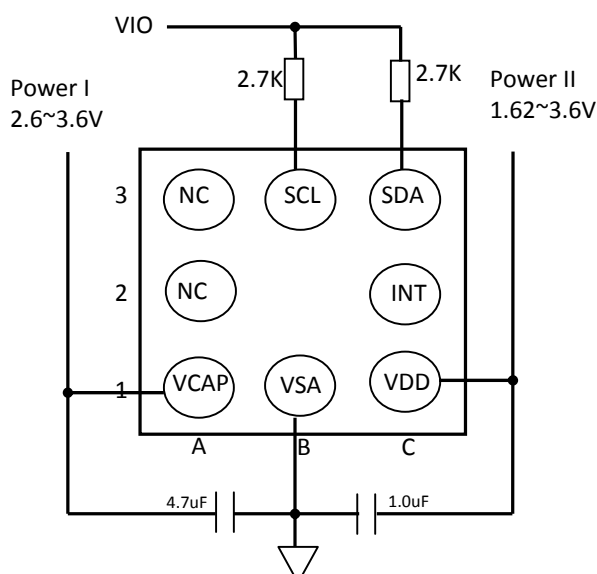 VIO
2.7K
2.7K
Power I
2.6~3.6V
Power II
1.62~3.6V
3
NC
SCL
SDA
2
NC
INT
1
VCAP
VSA
VDD
A
B
C
4.7uF
1.0uF